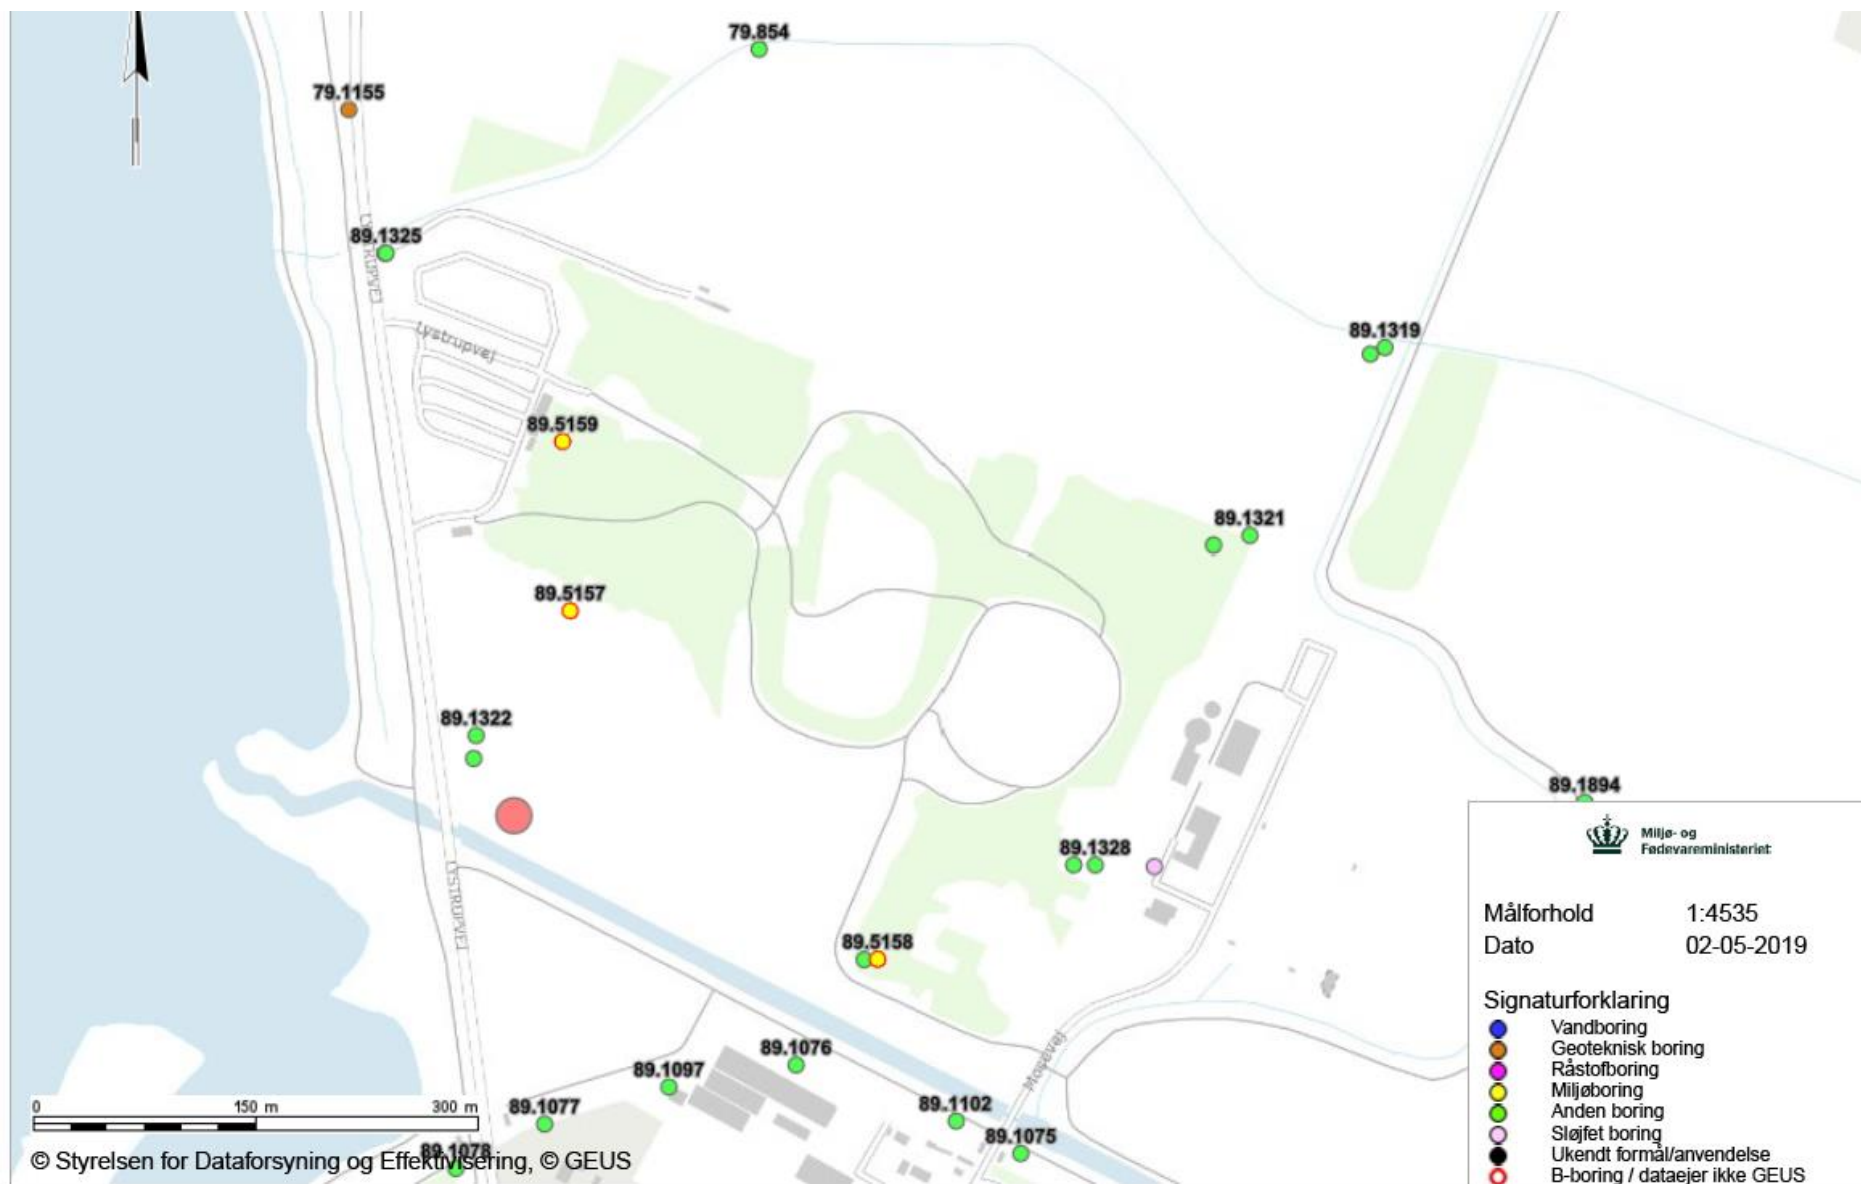 79.854
79.1155
LYSTRUPVEJ
89.1325
Lystrupvej
89.1319
89.5159
89.1321
89.5157
89.1322
89.1894
89.1328
LYSTRUPVEJ
89.5158
Møllevej
89.1076
89.1097
89.1077
89.1102
89.1075
89.1078
0 150 m 300 m
© Styrelsen for Dataforsyning og Effektivisering, © GEUS
Miljø- og
Fødevareministeriet
Målforhold 1:4535
Dato 02-05-2019
Signaturforklaring
Vandboring
Geoteknisk boring
Råstofboring
Miljøboring
Anden boring
Sløjfet boring
Ukendt formål/anvendelse
B-boring / dataejer ikke GEUS